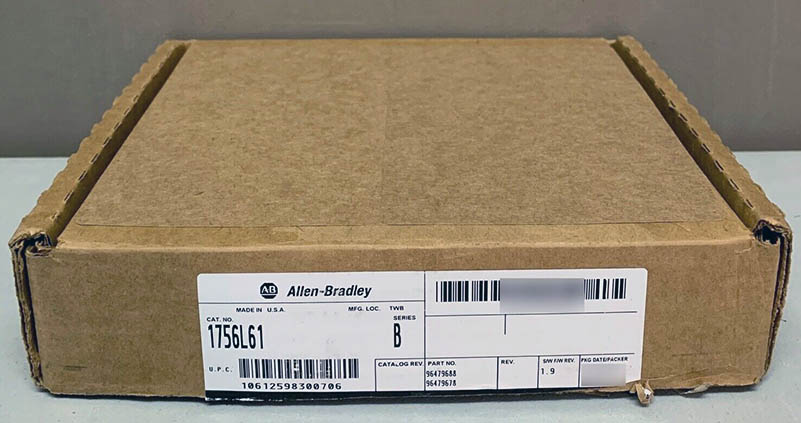 AB Allen-Bradley
MADE IN U.S.A. MFG. LOC. TWB
CAT. NO. SERIES
1756L61 B
U.P.C.
10612598300706
CATALOG REV PART NO. REV. S/W F/W REV. PKG DATE/PACKER
96479688 1.9
96479678